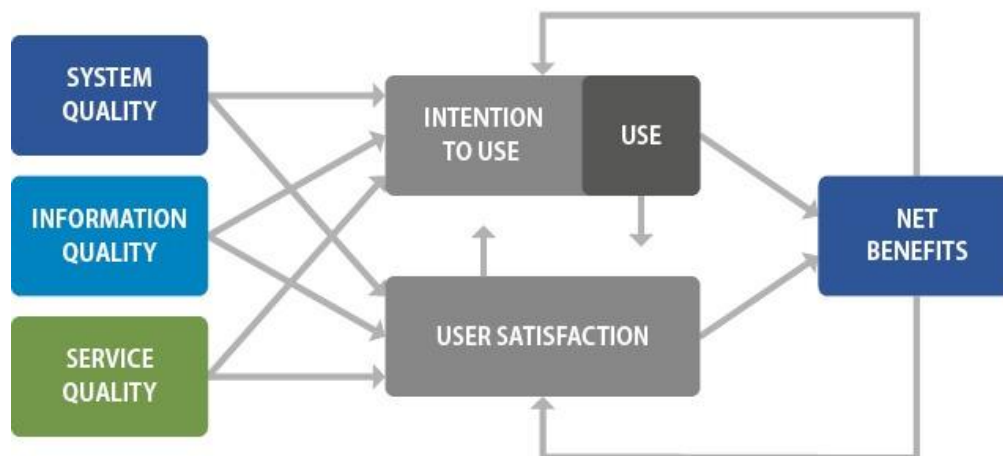 SYSTEM
QUALITY
INFORMATION
QUALITY
SERVICE
QUALITY
INTENTION
TO USE
USE
USER SATISFACTION
NET
BENEFITS